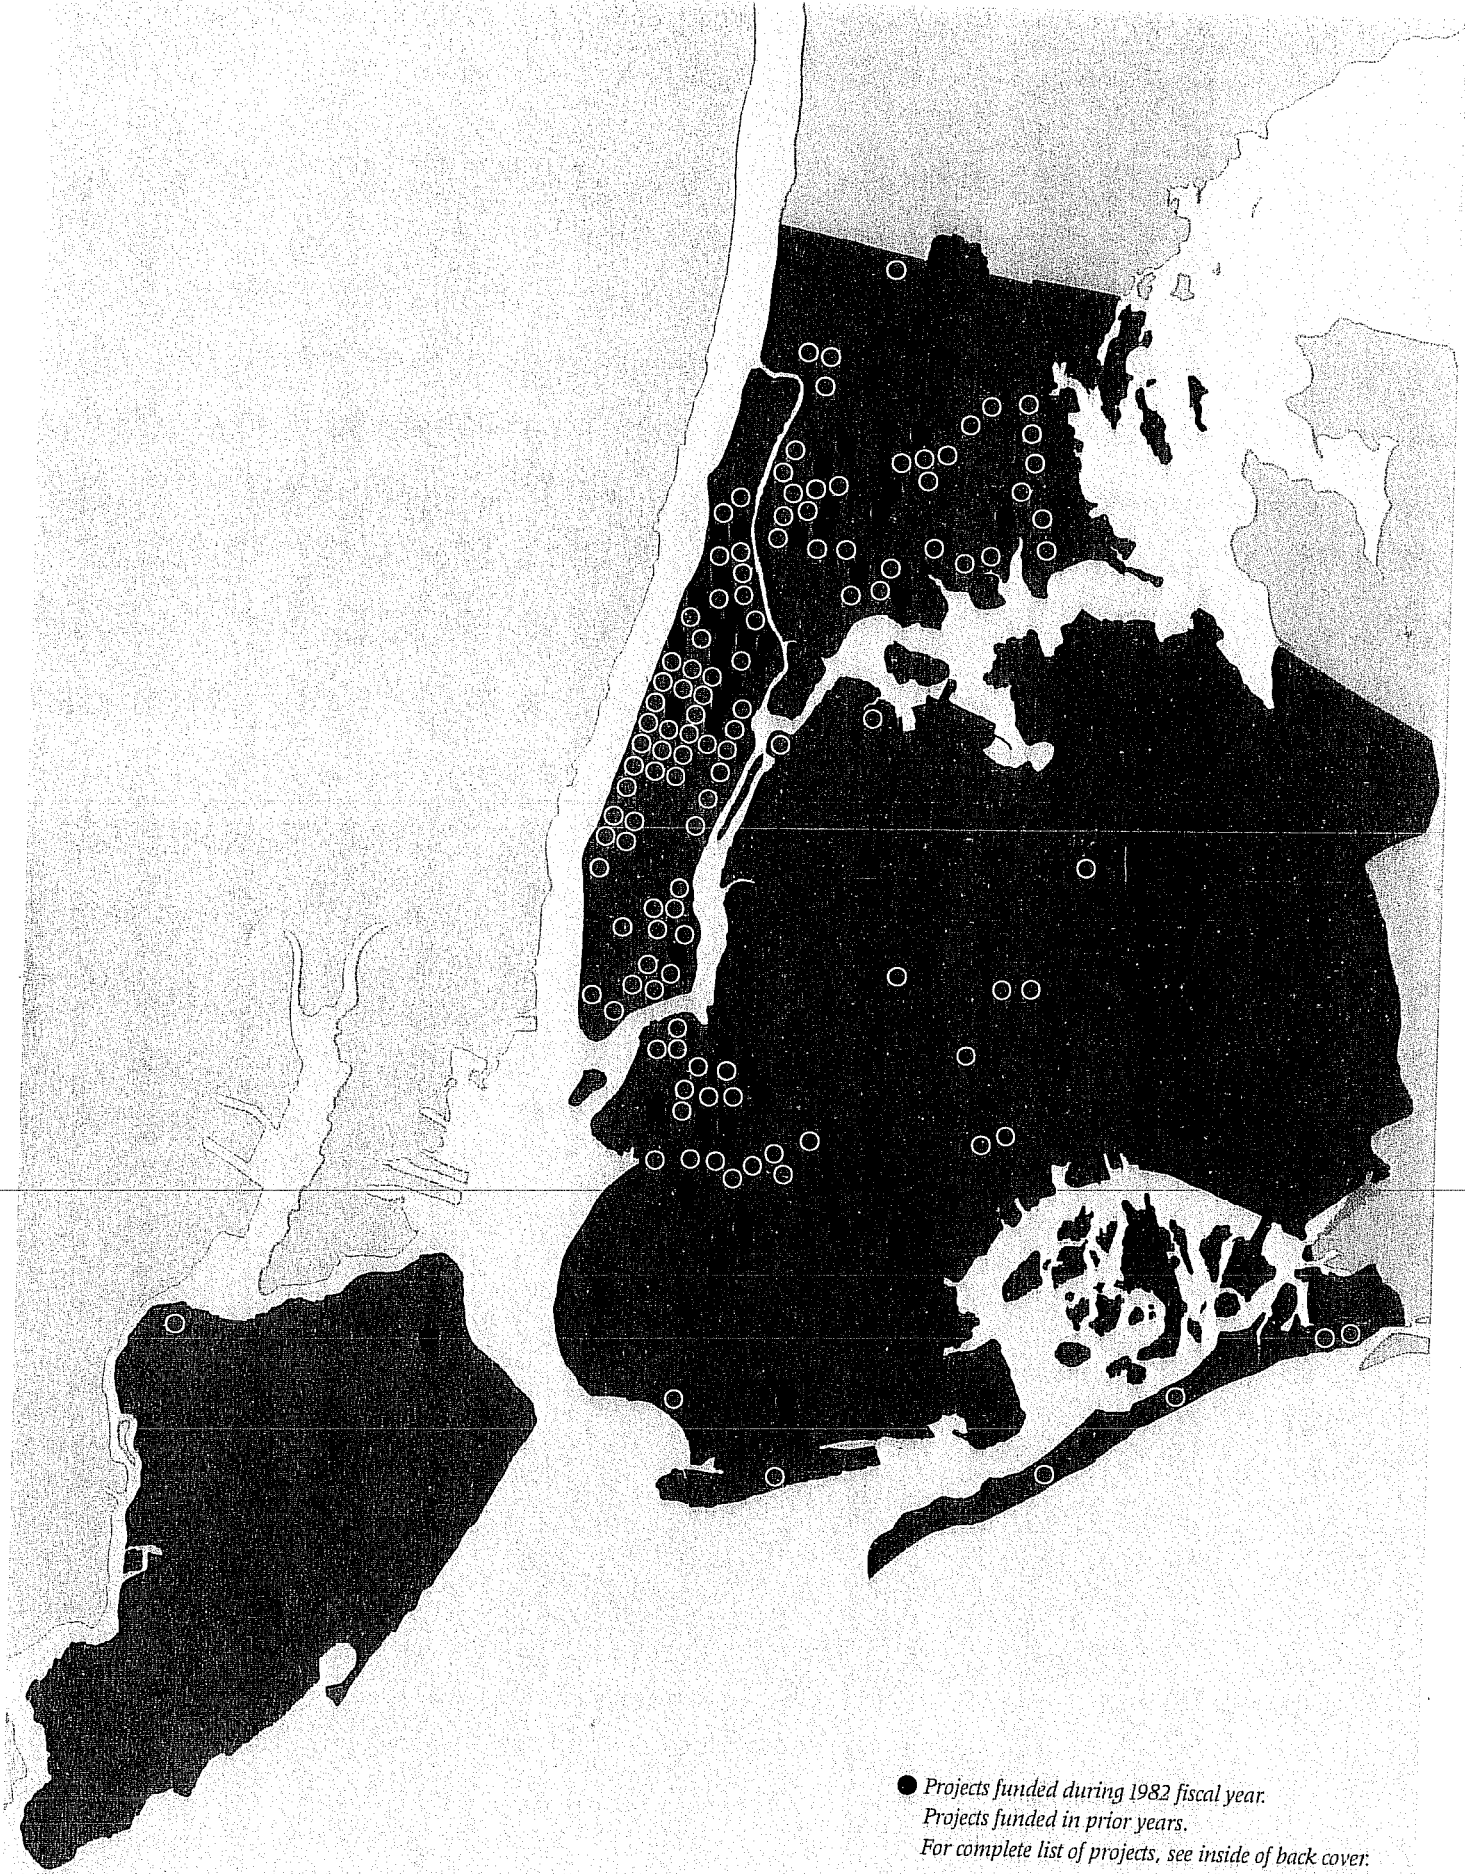 Projects funded during 1982 fiscal year.
Projects funded in prior years.
For complete list of projects, see inside of back cover.